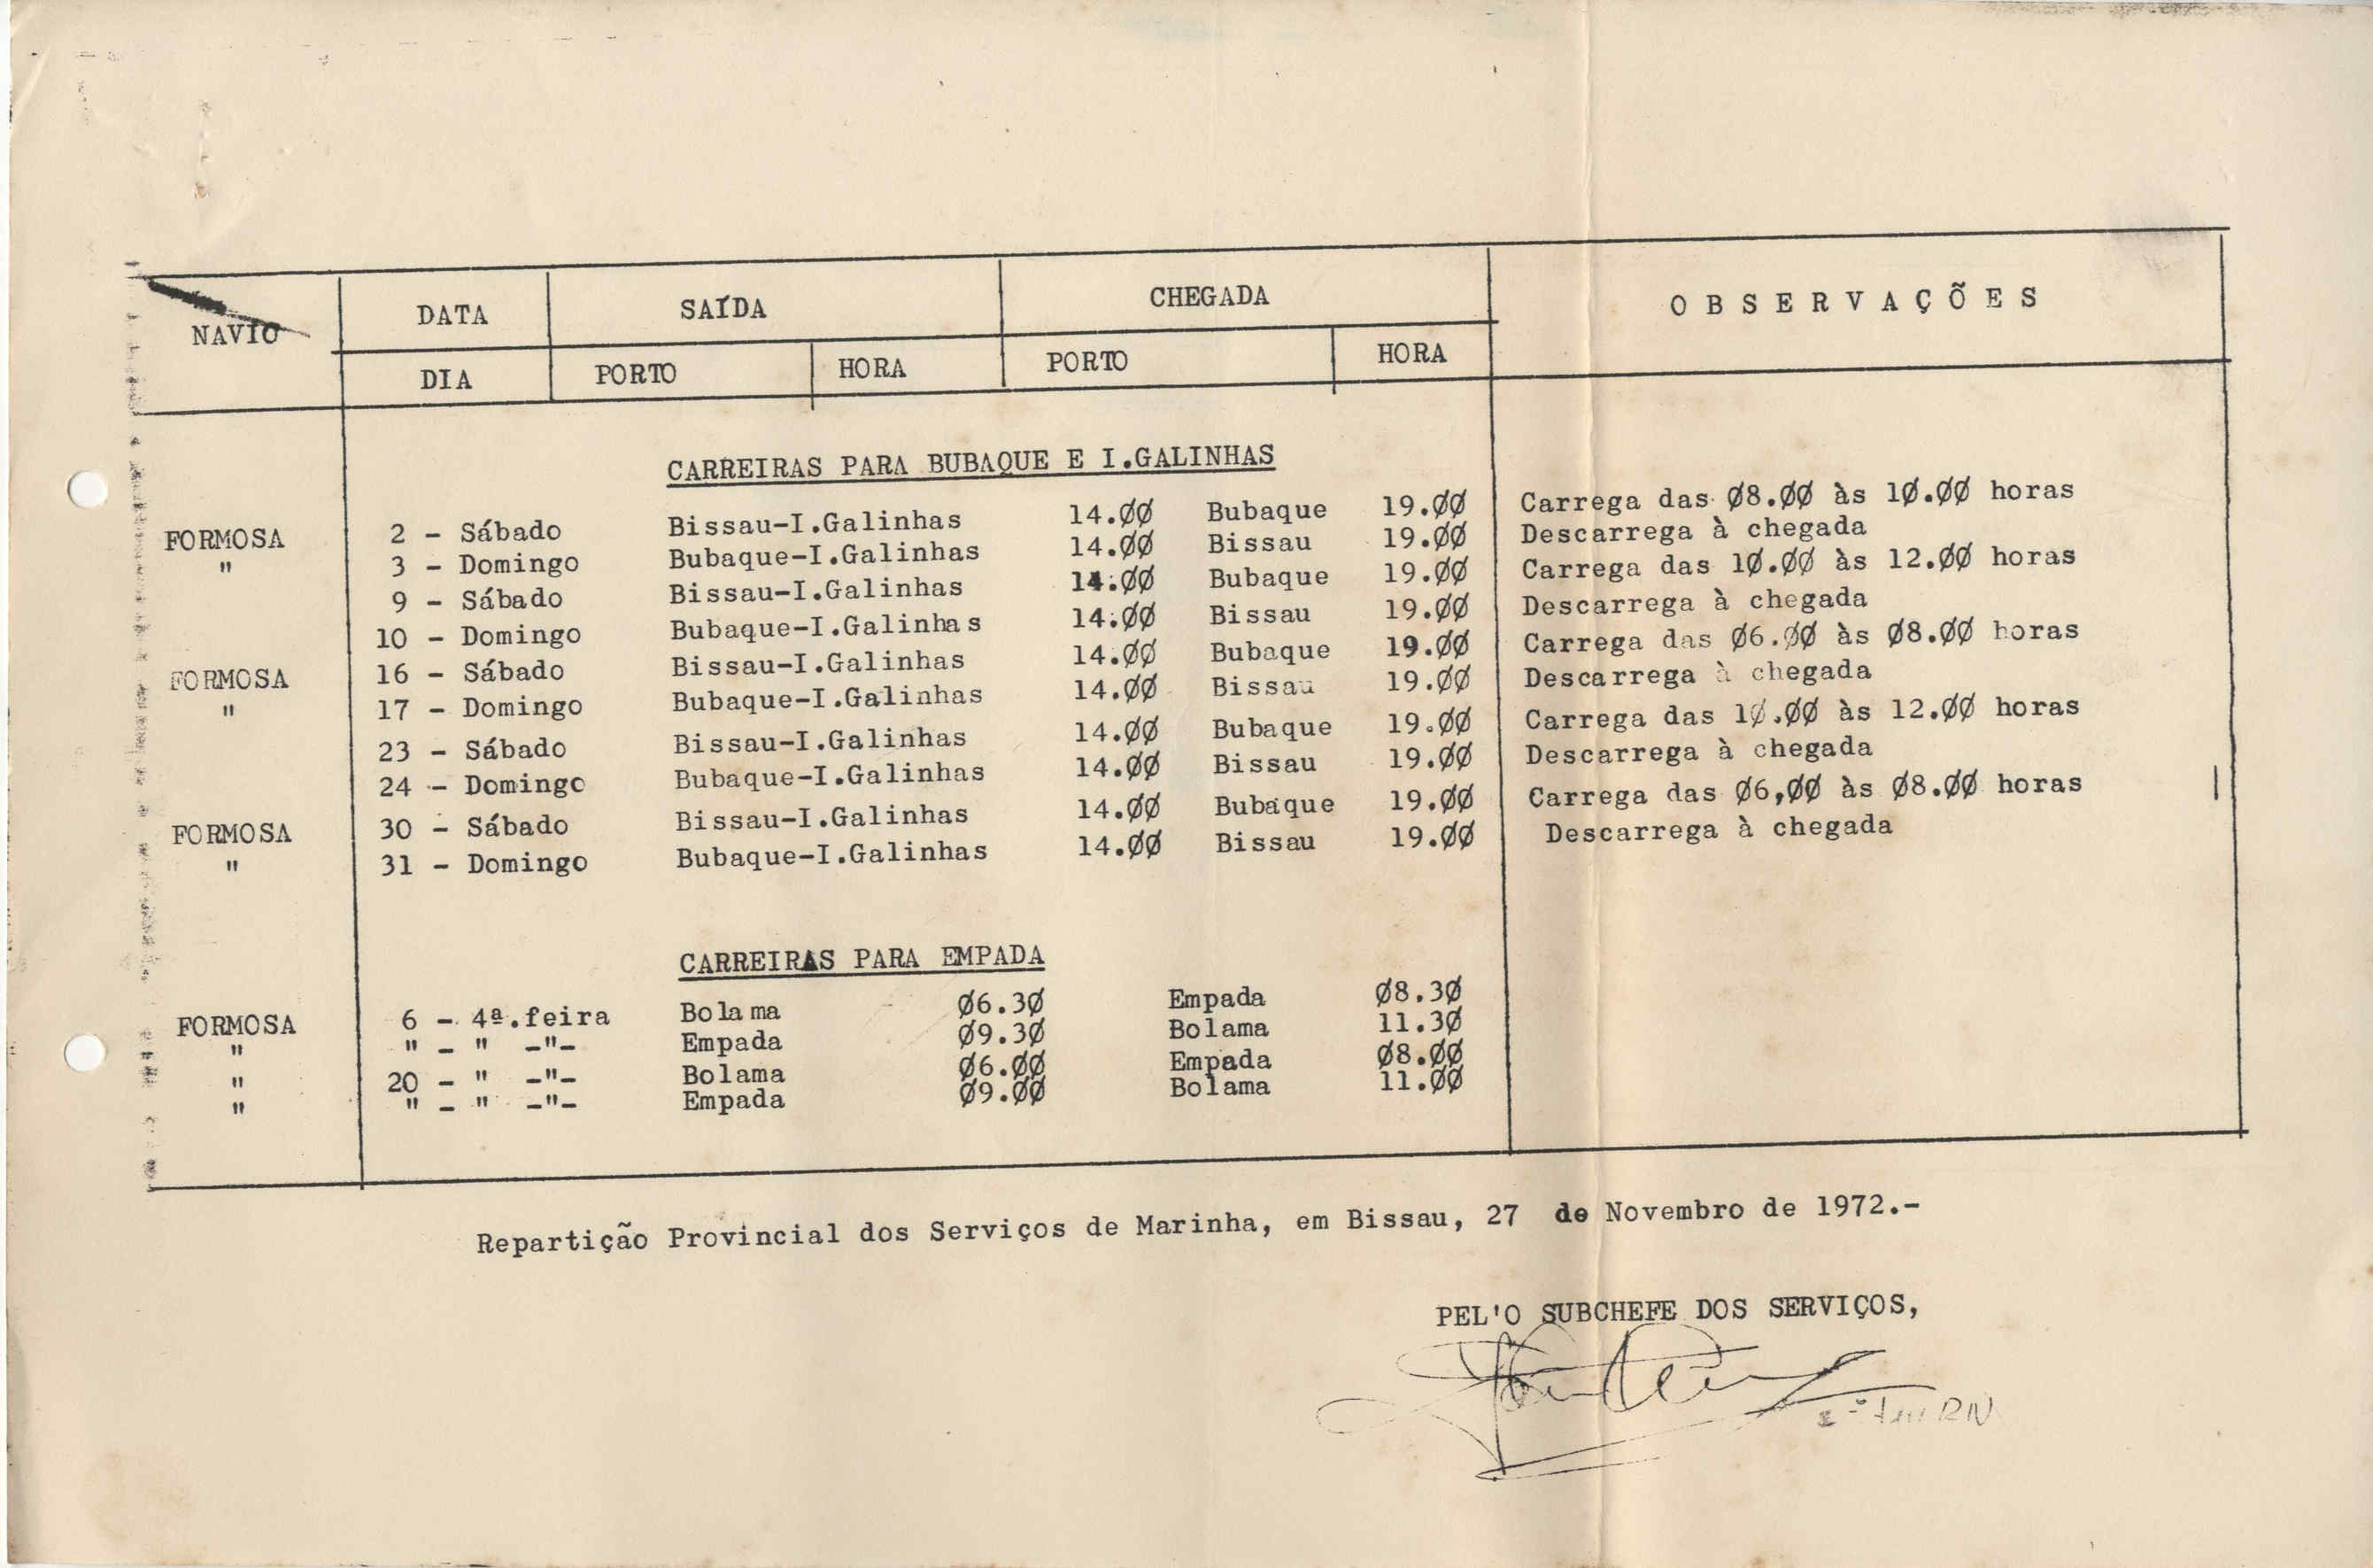 NAVIO DATA SAÍDA CHEGADA O B S E R V A Ç Õ E S
DIA PORTO HORA PORTO HORA
CARREIRAS PARA BUBAQUE E I.GALINHAS
FORMOSA 2 - Sábado Bissau-I.Galinhas 14.ØØ Bubaque 19.ØØ Carrega das Ø8.ØØ às 1Ø.ØØ horas
" 3 - Domingo Bubaque-I.Galinhas 14.ØØ Bissau 19.ØØ Descarrega à chegada
9 - Sábado Bissau-I.Galinhas 14.ØØ Bubaque 19.ØØ Carrega das 1Ø.ØØ às 12.ØØ horas
10 - Domingo Bubaque-I.Galinhas 14.ØØ Bissau 19.ØØ Descarrega à chegada
FORMOSA 16 - Sábado Bissau-I.Galinhas 14.ØØ Bubaque 19.ØØ Carrega das Ø6.ØØ às Ø8.ØØ horas
" 17 - Domingo Bubaque-I.Galinhas 14.ØØ Bissau 19.ØØ Descarrega à chegada
23 - Sábado Bissau-I.Galinhas 14.ØØ Bubaque 19.ØØ Carrega das 1Ø.ØØ às 12.ØØ horas
24 - Domingo Bubaque-I.Galinhas 14.ØØ Bissau 19.ØØ Descarrega à chegada
FORMOSA 30 - Sábado Bissau-I.Galinhas 14.ØØ Bubaque 19.ØØ Carrega das Ø6,ØØ às Ø8.ØØ horas
" 31 - Domingo Bubaque-I.Galinhas 14.ØØ Bissau 19.ØØ Descarrega à chegada
CARREIRAS PARA EMPADA
FORMOSA 6 - 4ª.feira Bolama Ø6.3Ø Empada Ø8.3Ø
" " - " -"- Empada Ø9.3Ø Bolama 11.3Ø
" 20 - " -"- Bolama Ø6.ØØ Empada Ø8.ØØ
" " - " -"- Empada Ø9.ØØ Bolama 11.ØØ
Repartição Provincial dos Serviços de Marinha, em Bissau, 27 de Novembro de 1972.-
PEL'O SUBCHEFE DOS SERVIÇOS,
RN